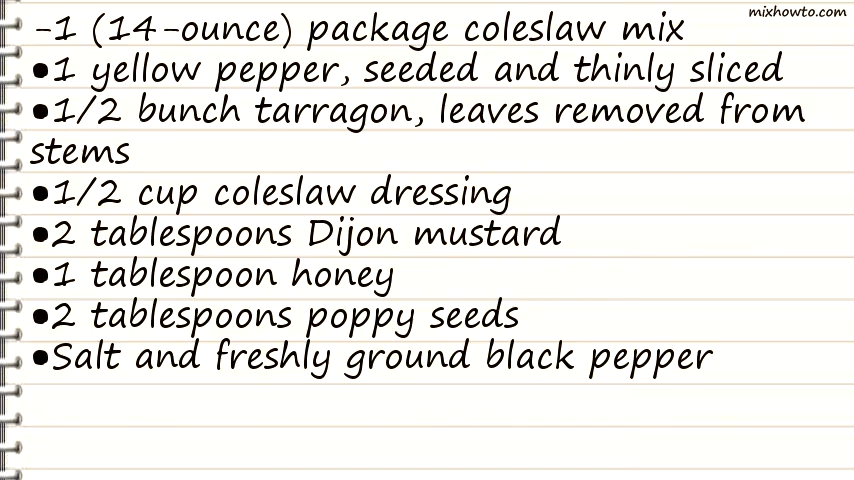 mixhowto.com
-1 (14-ounce) package coleslaw mix
●1 yellow pepper, seeded and thinly sliced
●1/2 bunch tarragon, leaves removed from
stems
●1/2 cup coleslaw dressing
●2 tablespoons Dijon mustard
●1 tablespoon honey
●2 tablespoons poppy seeds
●Salt and freshly ground black pepper